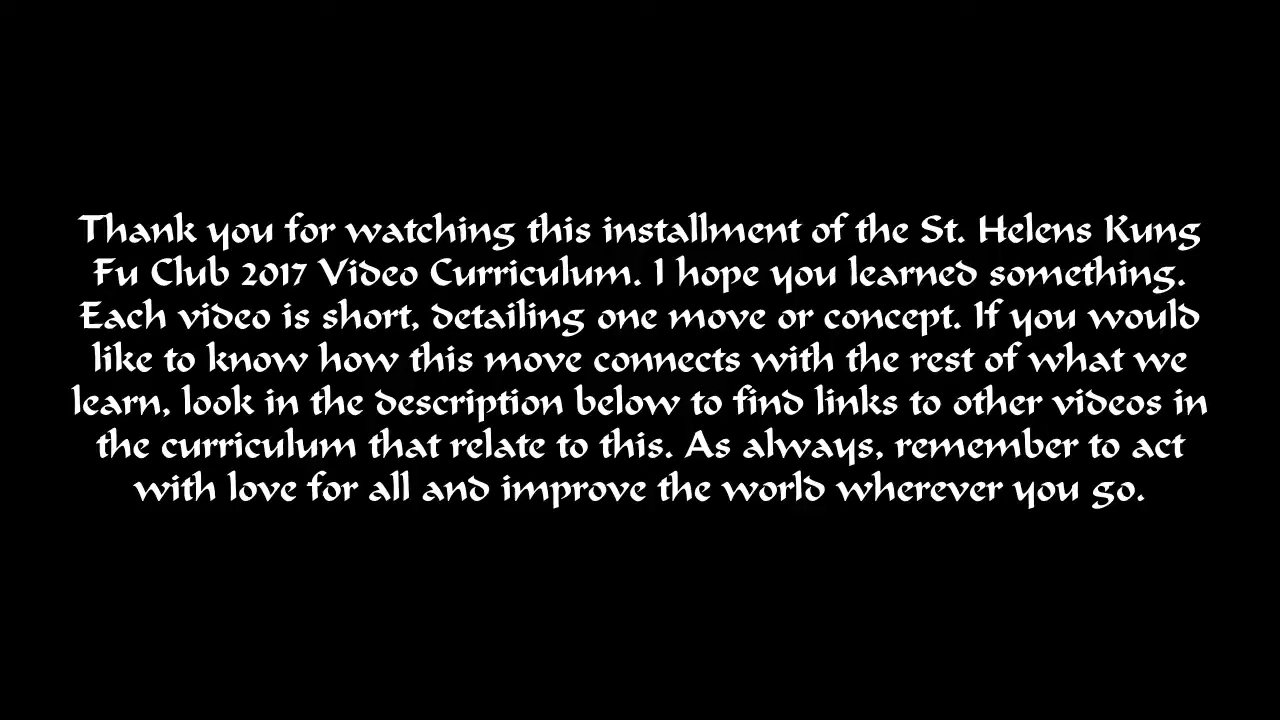 Thank you for watching this installment of the St. Helens Kung
Fu Club 2017 Video Curriculum. I hope you learned something.
Each video is short, detailing one move or concept. If you would
like to know how this move connects with the rest of what we
learn, look in the description below to find links to other videos in
the curriculum that relate to this. As always, remember to act
with love for all and improve the world wherever you go.